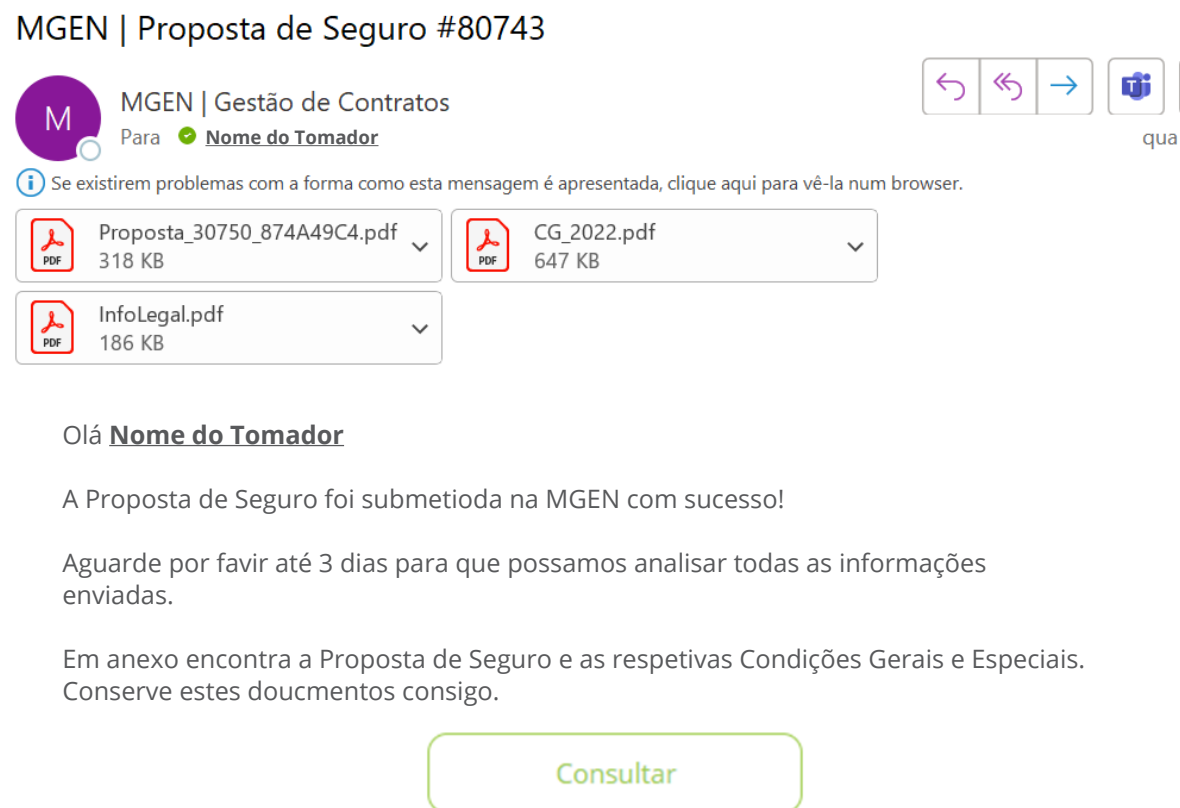 MGEN | Proposta de Seguro #80743
M
MGEN | Gestão de Contratos
Para Nome do Tomador
qua
Se existirem problemas com a forma como esta mensagem é apresentada, clique aqui para vê-la num browser.
PDF
Proposta_30750_874A49C4.pdf
318 KB
PDF
CG_2022.pdf
647 KB
PDF
InfoLegal.pdf
186 KB
Olá Nome do Tomador
A Proposta de Seguro foi submetioda na MGEN com sucesso!
Aguarde por favir até 3 dias para que possamos analisar todas as informações
enviadas.
Em anexo encontra a Proposta de Seguro e as respetivas Condições Gerais e Especiais.
Conserve estes doucmentos consigo.
Consultar